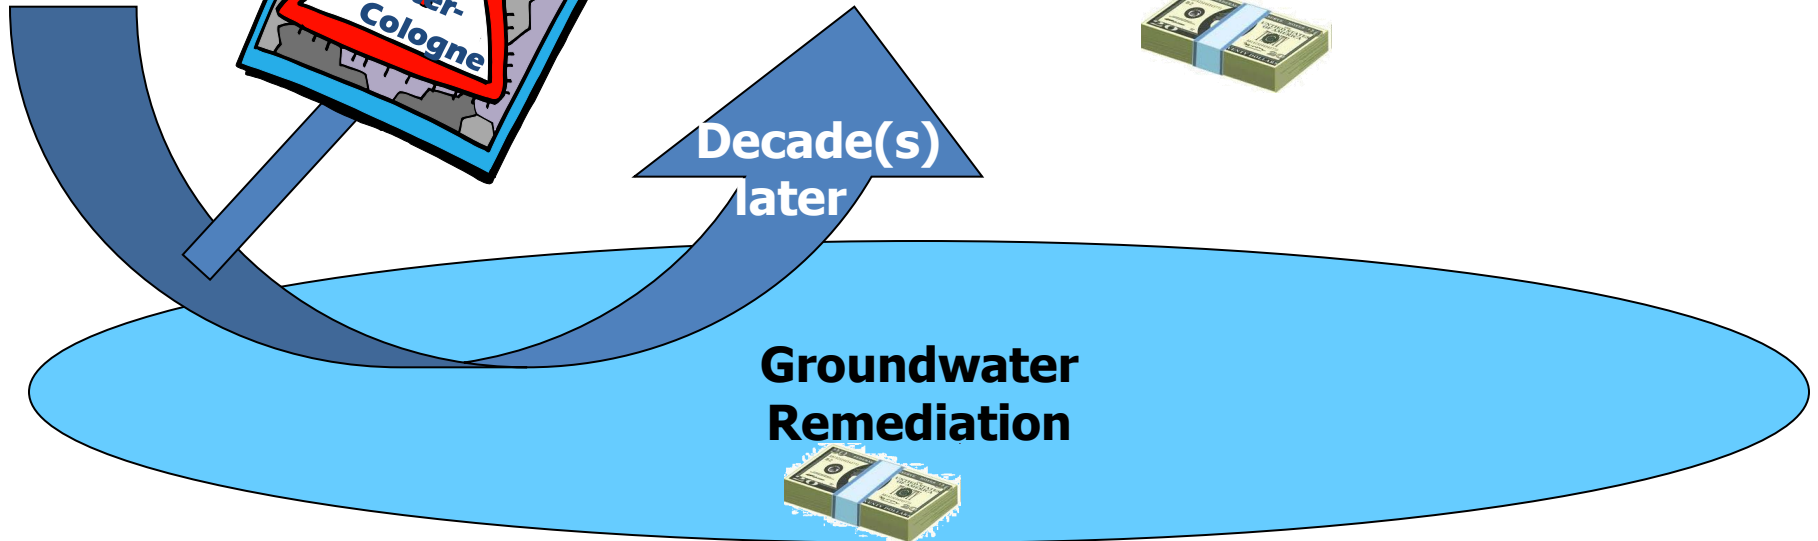 Cologne
Decade(s)
later
Groundwater
Remediation